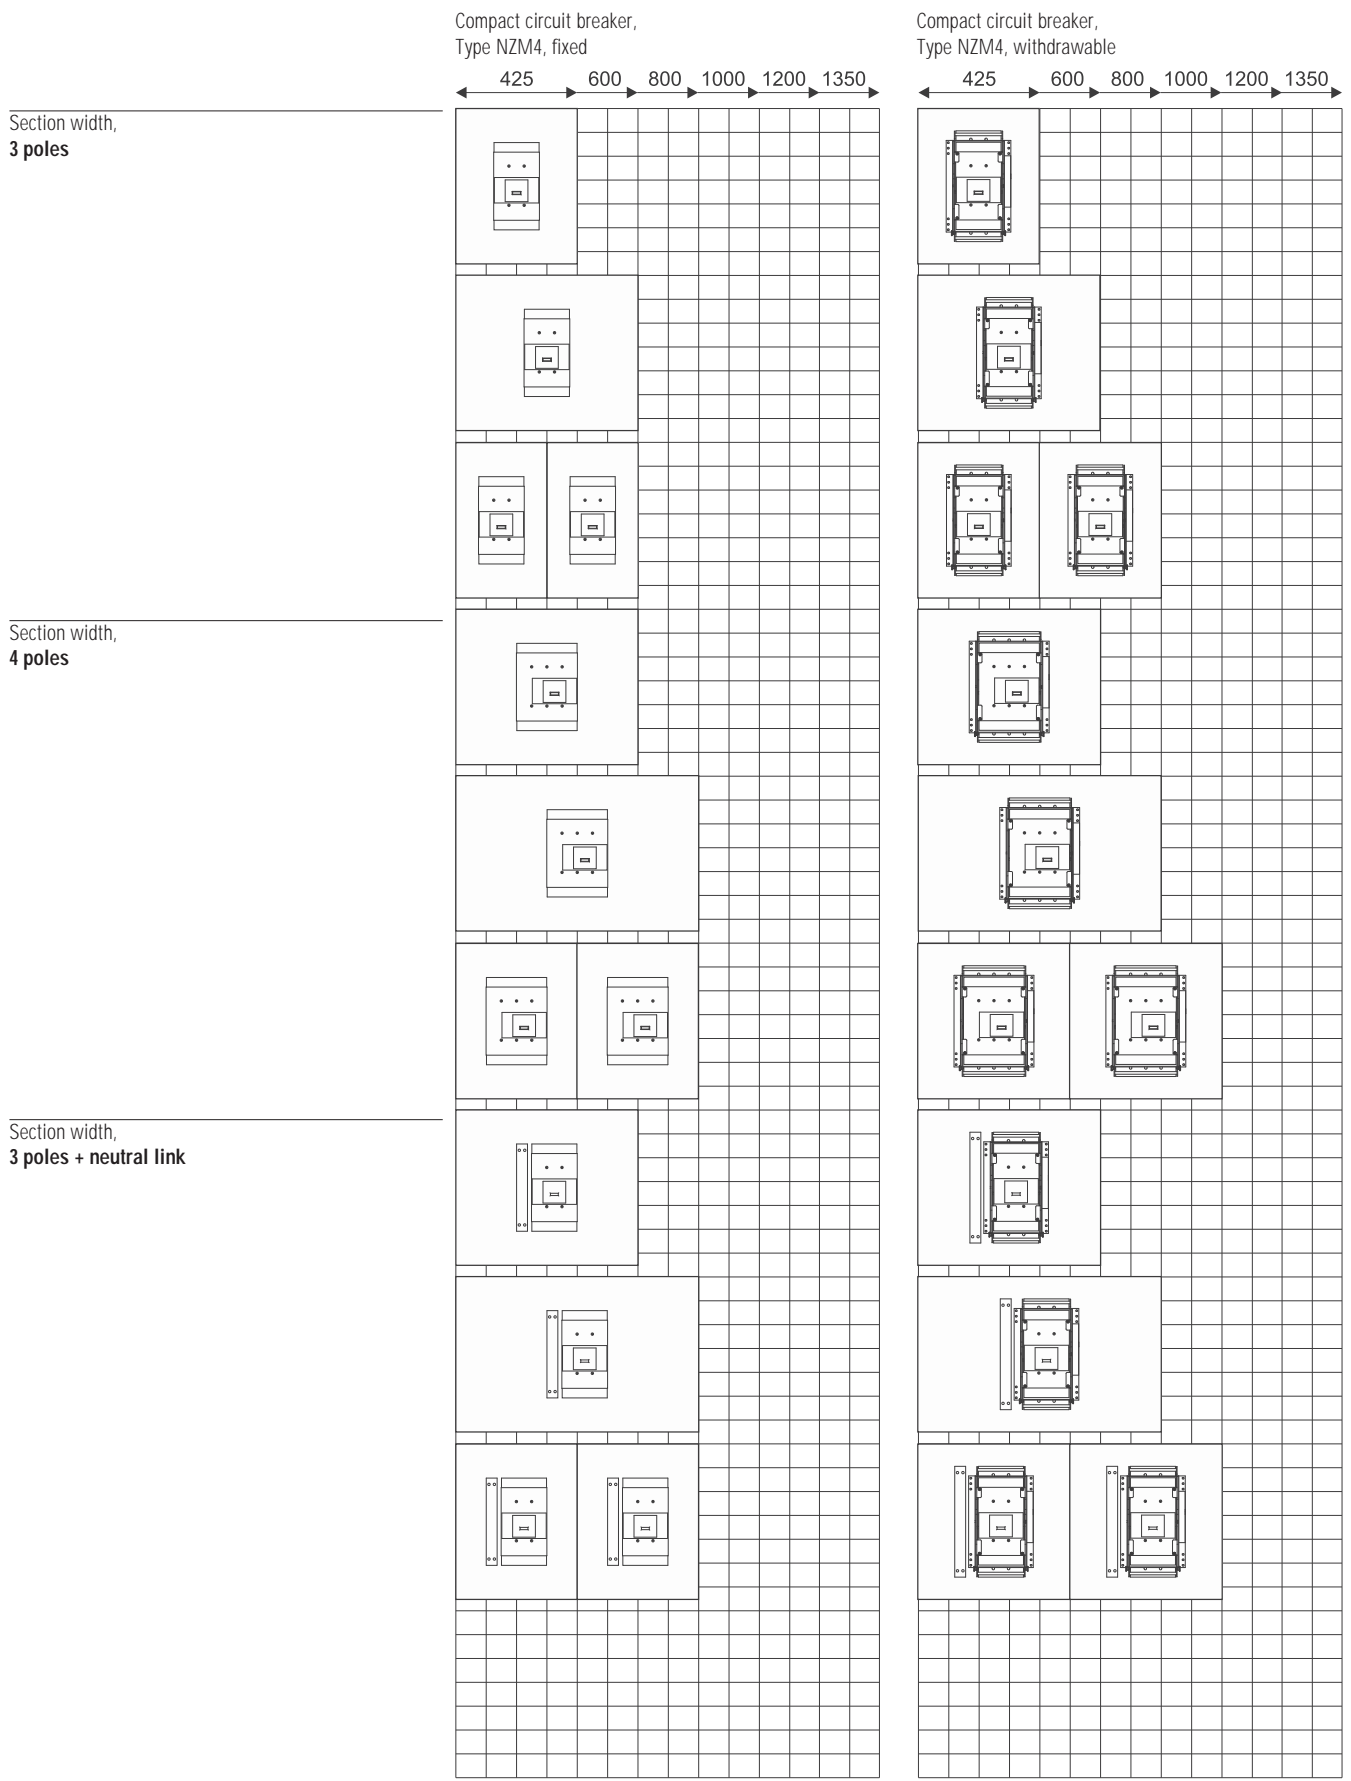 Compact circuit breaker,
Type NZM4, fixed
425 600 800 1000 1200 1350
Compact circuit breaker,
Type NZM4, withdrawable
425 600 800 1000 1200 1350
Section width,
3 poles
Section width,
4 poles
Section width,
3 poles + neutral link